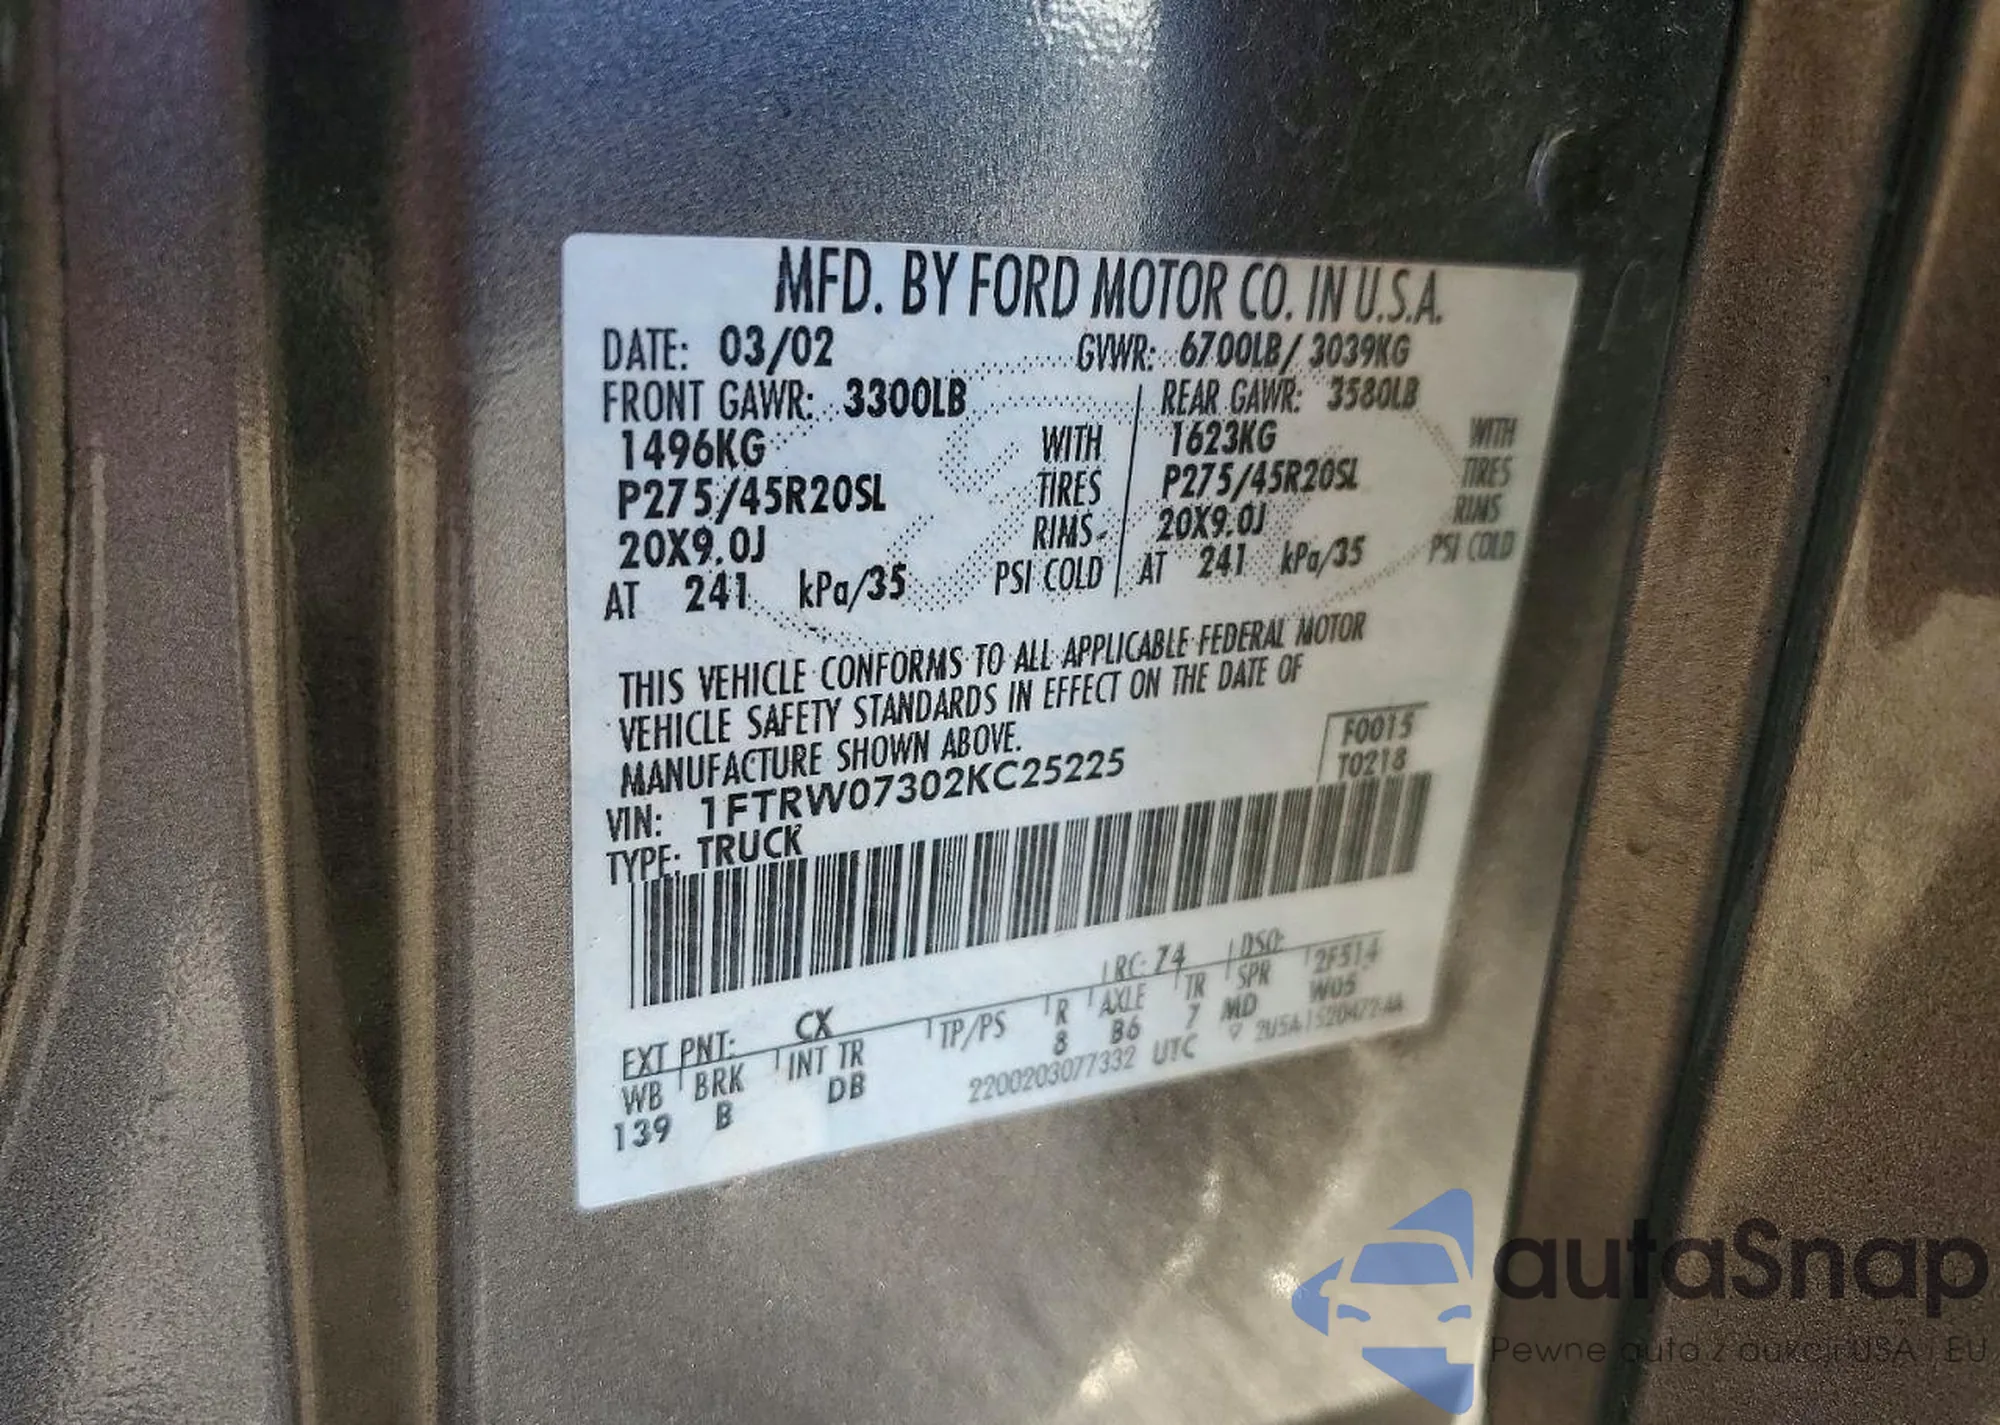 MFD. BY FORD MOTOR CO. IN U.S.A.
DATE: 03/02 GVWR: 6700LB/ 3039KG
FRONT GAWR: 3300LB REAR GAWR: 3580LB
1496KG WITH 1623KG WITH
P275/45R20SL TIRES P275/45R20SL TIRES
20X9.0J RIMS 20X9.0J RIMS
AT 241 kPa/35 PSI COLD AT 241 kPa/35 PSI COLD
THIS VEHICLE CONFORMS TO ALL APPLICABLE FEDERAL MOTOR
VEHICLE SAFETY STANDARDS IN EFFECT ON THE DATE OF
MANUFACTURE SHOWN ABOVE.
F0015
T0218
VIN: 1FTRW07302KC25225
TYPE: TRUCK
EXT PNT: CX RC: 74 DSO: 2F514
WB BRK INT TR TP/PS R AXLE TR SPR W05
139 B DB 8 B6 7 MD
2200203077332 UTC
autaSnap
Pewne auta z aukcji USA i EU